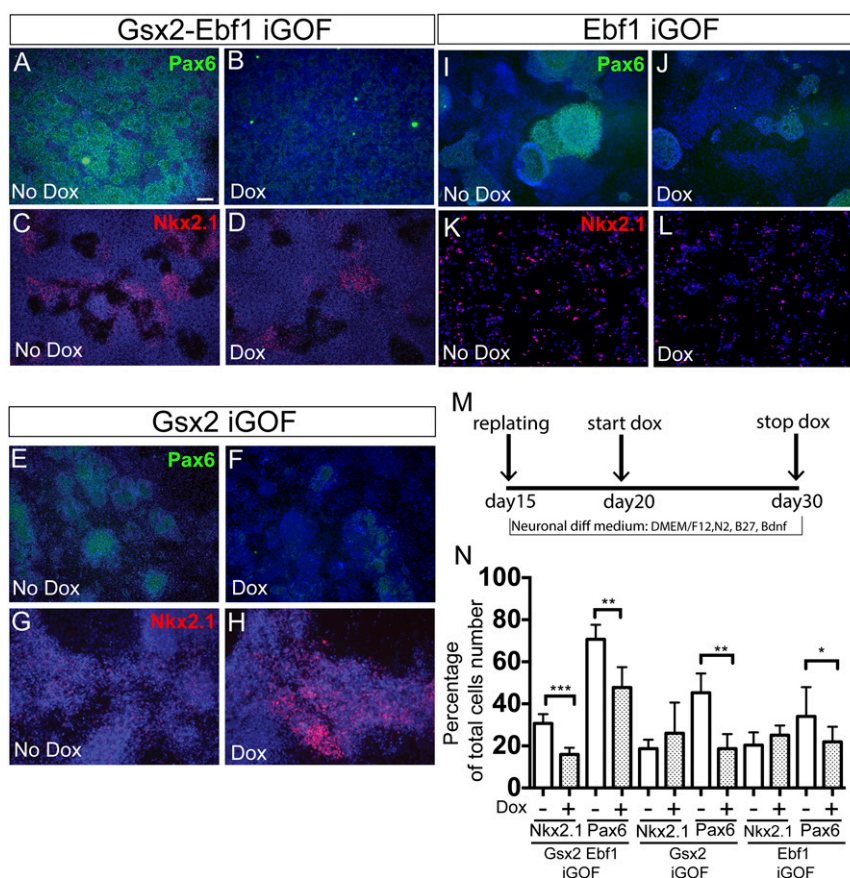 Gsx2-Ebf1 iGOF
Ebf1 iGOF
A
Pax6
No Dox
B
Dox
I
Pax6
No Dox
J
Dox
C
Nkx2.1
No Dox
D
Dox
K
Nkx2.1
No Dox
L
Dox
Gsx2 iGOF
E
Pax6
No Dox
F
Dox
G
Nkx2.1
No Dox
H
Dox
M
replating start dox stop dox
day15 day20 day30
Neuronal diff medium: DMEM/F12,N2, B27, Bdnf
N
Percentage
of total cells number
100
80
60
40
20
0
***
**
**
*
Dox - + - + - + - + - + - +
Nkx2.1 Pax6 Nkx2.1 Pax6 Nkx2.1 Pax6
Gsx2 Ebf1 Gsx2 Ebf1
iGOF iGOF iGOF